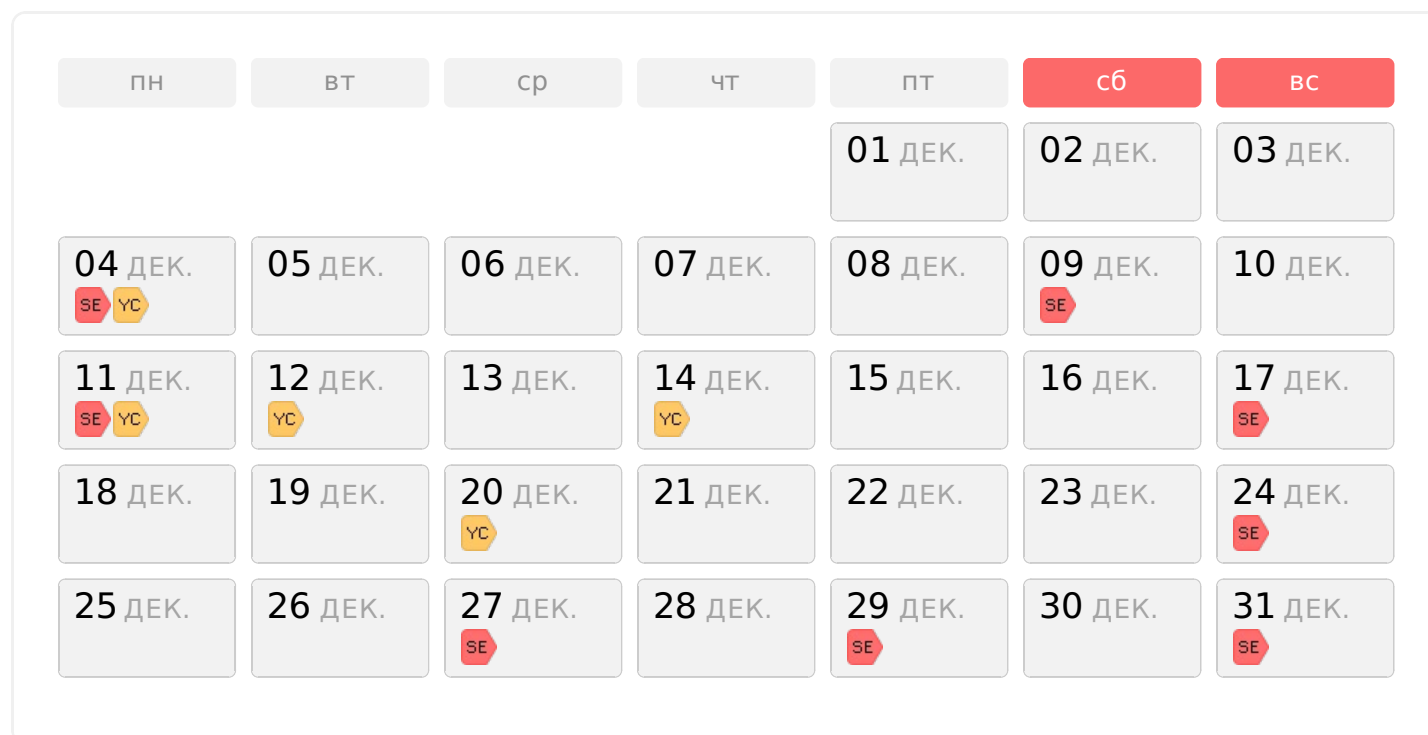 пн вт ср чт пт сб вс
01 ДЕК. 02 ДЕК. 03 ДЕК.
04 ДЕК. 05 ДЕК. 06 ДЕК. 07 ДЕК. 08 ДЕК. 09 ДЕК. 10 ДЕК.
SE YC SE
11 ДЕК. 12 ДЕК. 13 ДЕК. 14 ДЕК. 15 ДЕК. 16 ДЕК. 17 ДЕК.
SE YC YC YC SE
18 ДЕК. 19 ДЕК. 20 ДЕК. 21 ДЕК. 22 ДЕК. 23 ДЕК. 24 ДЕК.
YC SE
25 ДЕК. 26 ДЕК. 27 ДЕК. 28 ДЕК. 29 ДЕК. 30 ДЕК. 31 ДЕК.
SE SE SE